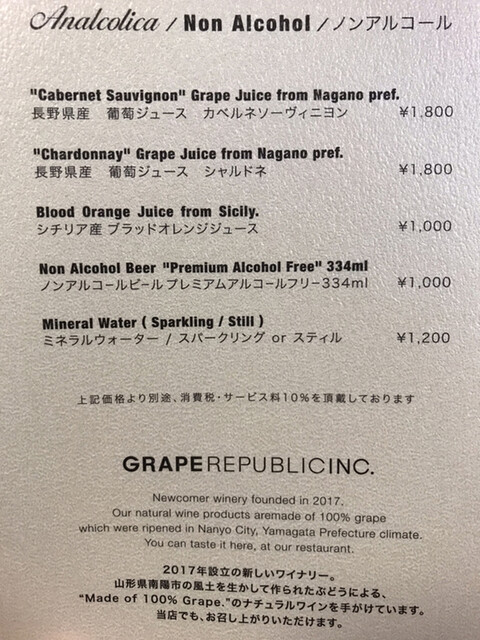 Analcolica / Non Alcohol / ノンアルコール
"Cabernet Sauvignon" Grape Juice from Nagano pref.
長野県産 葡萄ジュース カベルネソーヴィニヨン ¥1,800
"Chardonnay" Grape Juice from Nagano pref.
長野県産 葡萄ジュース シャルドネ ¥1,800
Blood Orange Juice from Sicily.
シチリア産 ブラッドオレンジジュース ¥1,000
Non Alcohol Beer "Premium Alcohol Free" 334ml
ノンアルコールビール プレミアムアルコールフリー334ml ¥1,000
Mineral Water ( Sparkling / Still )
ミネラルウォーター / スパークリング or スティル ¥1,200
上記価格より別途、消費税・サービス料10%を頂戴しております
GRAPEREPUBLICINC.
Newcomer winery founded in 2017.
Our natural wine products aremade of 100% grape
which were ripened in Nanyo City, Yamagata Prefecture climate.
You can taste it here, at our restaurant.
2017年設立の新しいワイナリー。
山形県南陽市の風土を生かして作られたぶどうによる、
"Made of 100% Grape."のナチュラルワインを手がけています。
当店でも、お召し上がりいただけます。